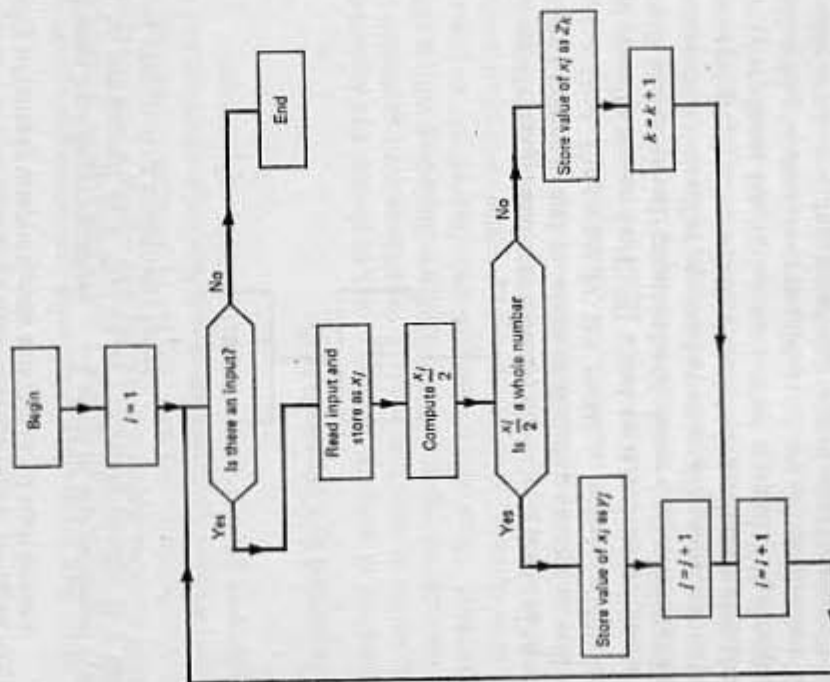 Begin
i = 1
Is there an input?
Yes
No
End
Read input and
store as xi
Compute xi/2
Is xi/2 a whole number
Yes
No
Store value of xi as Yj
Store value of xi as Zk
j = j + 1
k = k + 1
i = i + 1